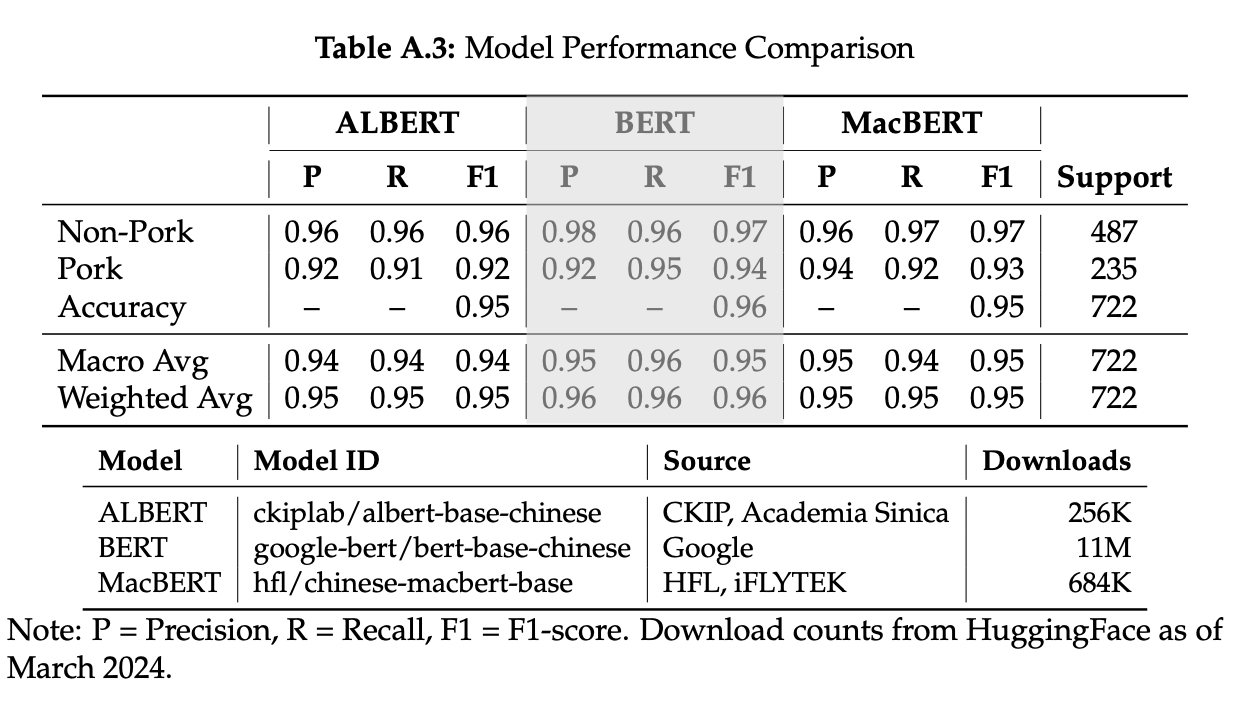 Table A.3: Model Performance Comparison
ALBERT BERT MacBERT
P R F1 P R F1 P R F1 Support
Non-Pork 0.96 0.96 0.96 0.98 0.96 0.97 0.96 0.97 0.97 487
Pork 0.92 0.91 0.92 0.92 0.95 0.94 0.94 0.92 0.93 235
Accuracy – – 0.95 – – 0.96 – – 0.95 722
Macro Avg 0.94 0.94 0.94 0.95 0.96 0.95 0.95 0.94 0.95 722
Weighted Avg 0.95 0.95 0.95 0.96 0.96 0.96 0.95 0.95 0.95 722
Model Model ID Source Downloads
ALBERT ckiplab/albert-base-chinese CKIP, Academia Sinica 256K
BERT google-bert/bert-base-chinese Google 11M
MacBERT hfl/chinese-macbert-base HFL, iFLYTEK 684K
Note: P = Precision, R = Recall, F1 = F1-score. Download counts from HuggingFace as of
March 2024.